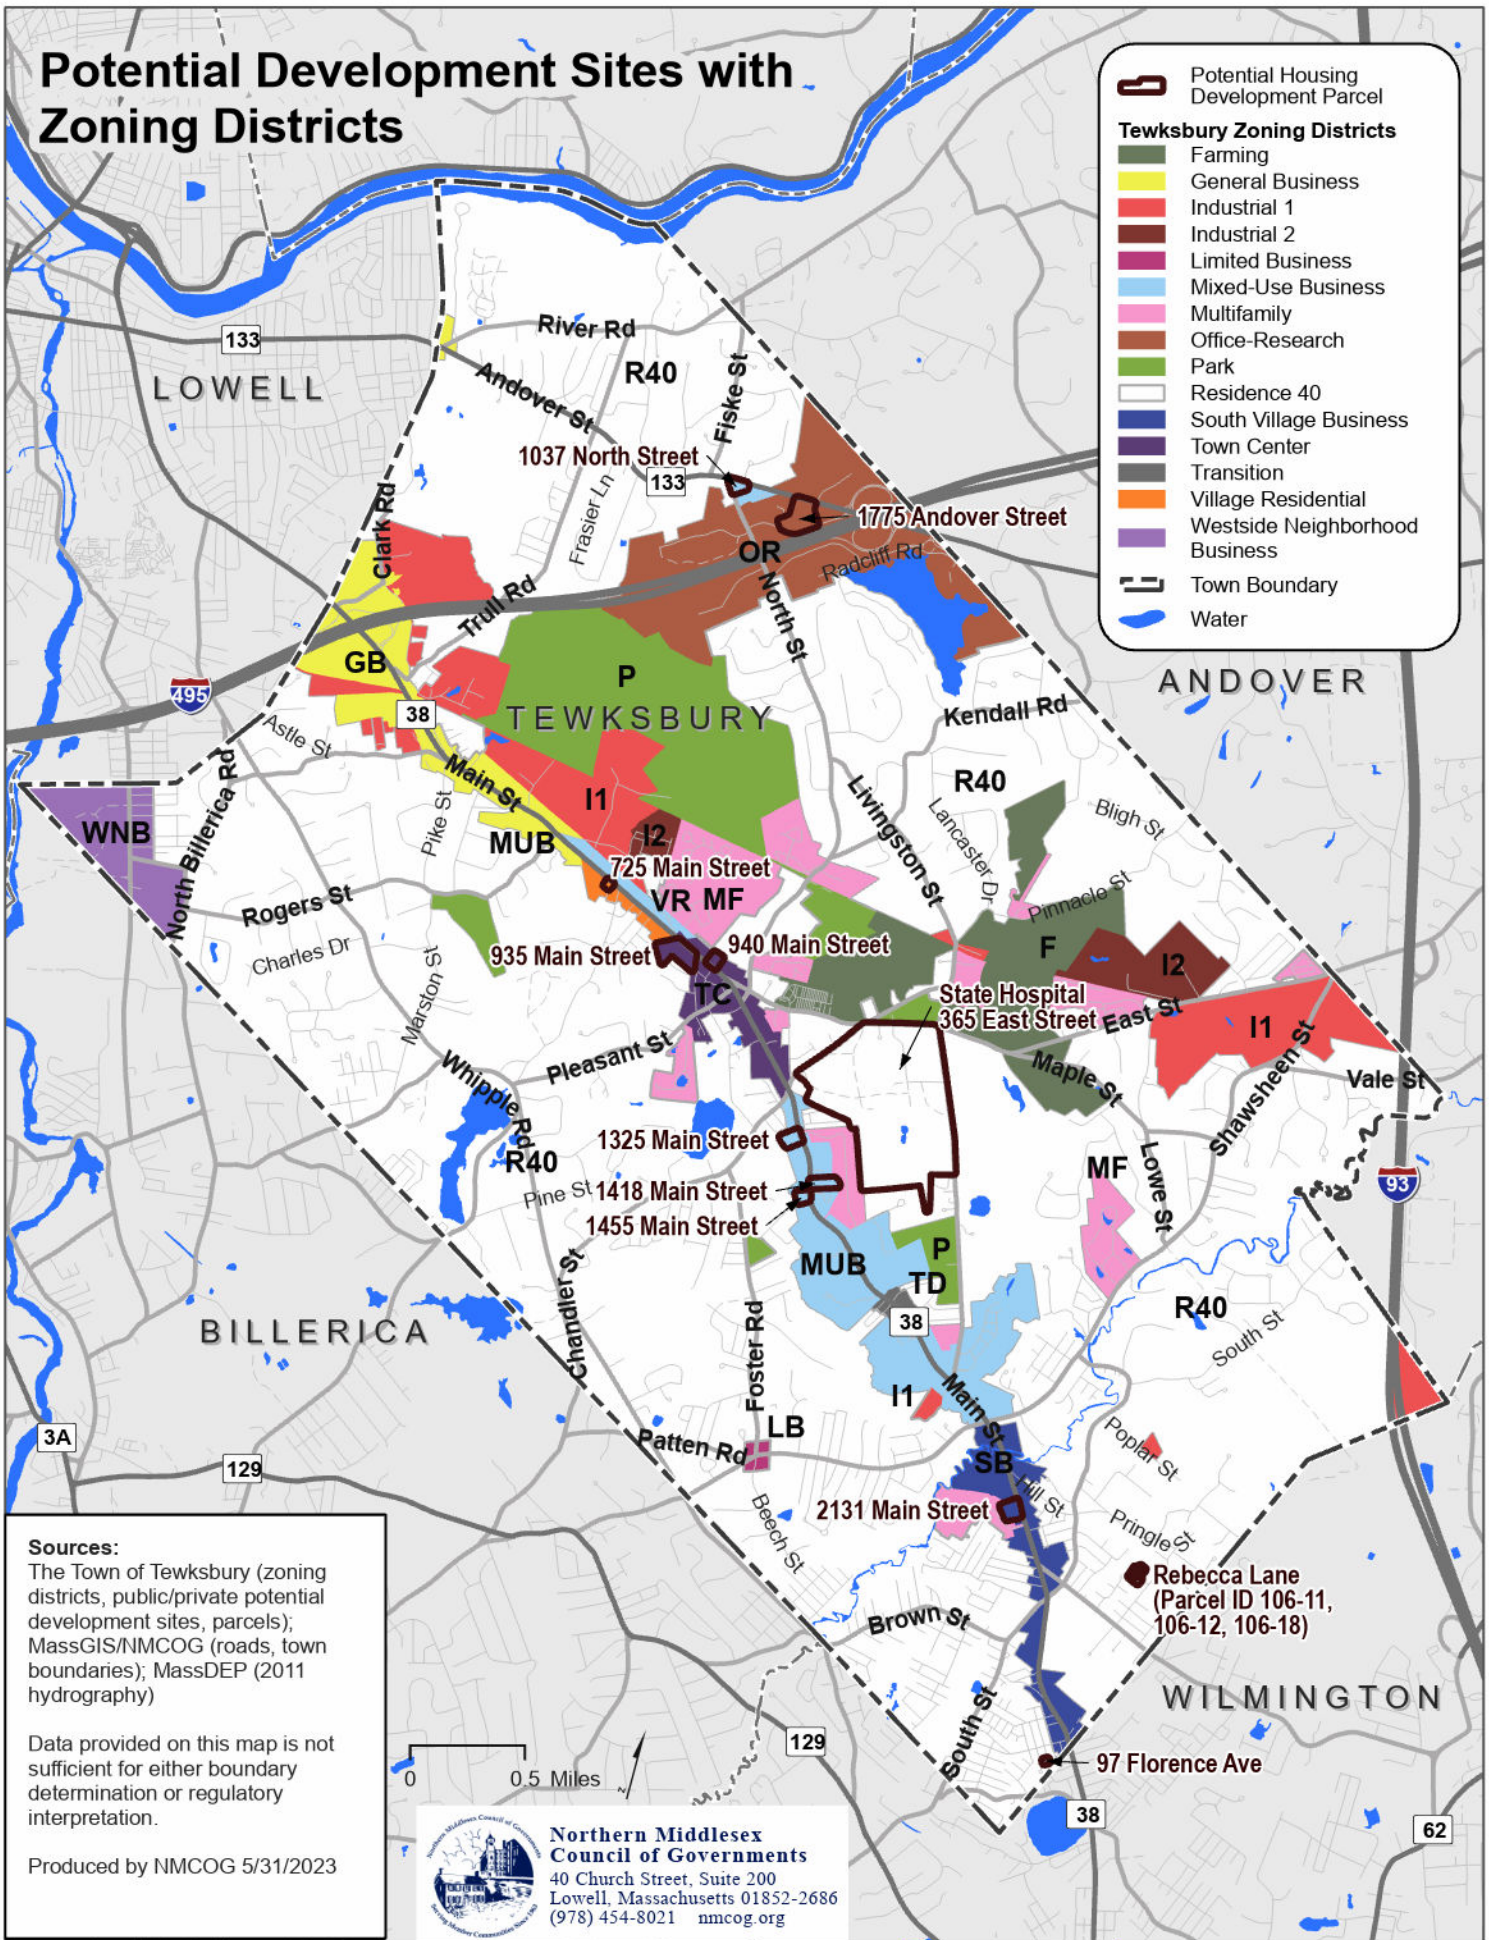 Potential Development Sites with
Zoning Districts
Potential Housing
Development Parcel
Tewksbury Zoning Districts
Farming
General Business
Industrial 1
Industrial 2
Limited Business
Mixed-Use Business
Multifamily
Office-Research
Park
Residence 40
South Village Business
Town Center
Transition
Village Residential
Westside Neighborhood
Business
Town Boundary
Water
133
LOWELL
River Rd
R40
Andover St
Fiske St
1037 North Street
133
Frasier Ln
1775 Andover Street
OR
Radcliff Rd
Clark Rd
Trull Rd
North St
GB
P
TEWKSBURY
ANDOVER
495
38
Astle St
Kendall Rd
North Billerica Rd
Main St
R40
Livingston St
Lancaster Dr
Bligh St
I1
WNB
Pike St
MUB
I2
725 Main Street
VR
MF
Pinnacle St
Rogers St
Charles Dr
935 Main Street
940 Main Street
F
I2
Marston St
TC
State Hospital
365 East Street
East St
I1
Pleasant St
Maple St
Shawsheen St
Vale St
Whipple Rd
R40
1325 Main Street
MF
Lowe St
93
Pine St
1418 Main Street
1455 Main Street
MUB
P
TD
R40
38
South St
BILLERICA
Chandler St
Foster Rd
I1
Main St
3A
129
LB
Patten Rd
SB
Poplar St
Hill St
2131 Main Street
Pringle St
Beech St
Rebecca Lane
(Parcel ID 106-11,
106-12, 106-18)
Brown St
WILMINGTON
South St
129
97 Florence Ave
38
62
Sources:
The Town of Tewksbury (zoning
districts, public/private potential
development sites, parcels);
MassGIS/NMCOG (roads, town
boundaries); MassDEP (2011
hydrography)
Data provided on this map is not
sufficient for either boundary
determination or regulatory
interpretation.
Produced by NMCOG 5/31/2023
0
0.5 Miles
z
Northern Middlesex Council of Governments
Serving Member Communities Since 1963
Northern Middlesex
Council of Governments
40 Church Street, Suite 200
Lowell, Massachusetts 01852-2686
(978) 454-8021 nmcog.org